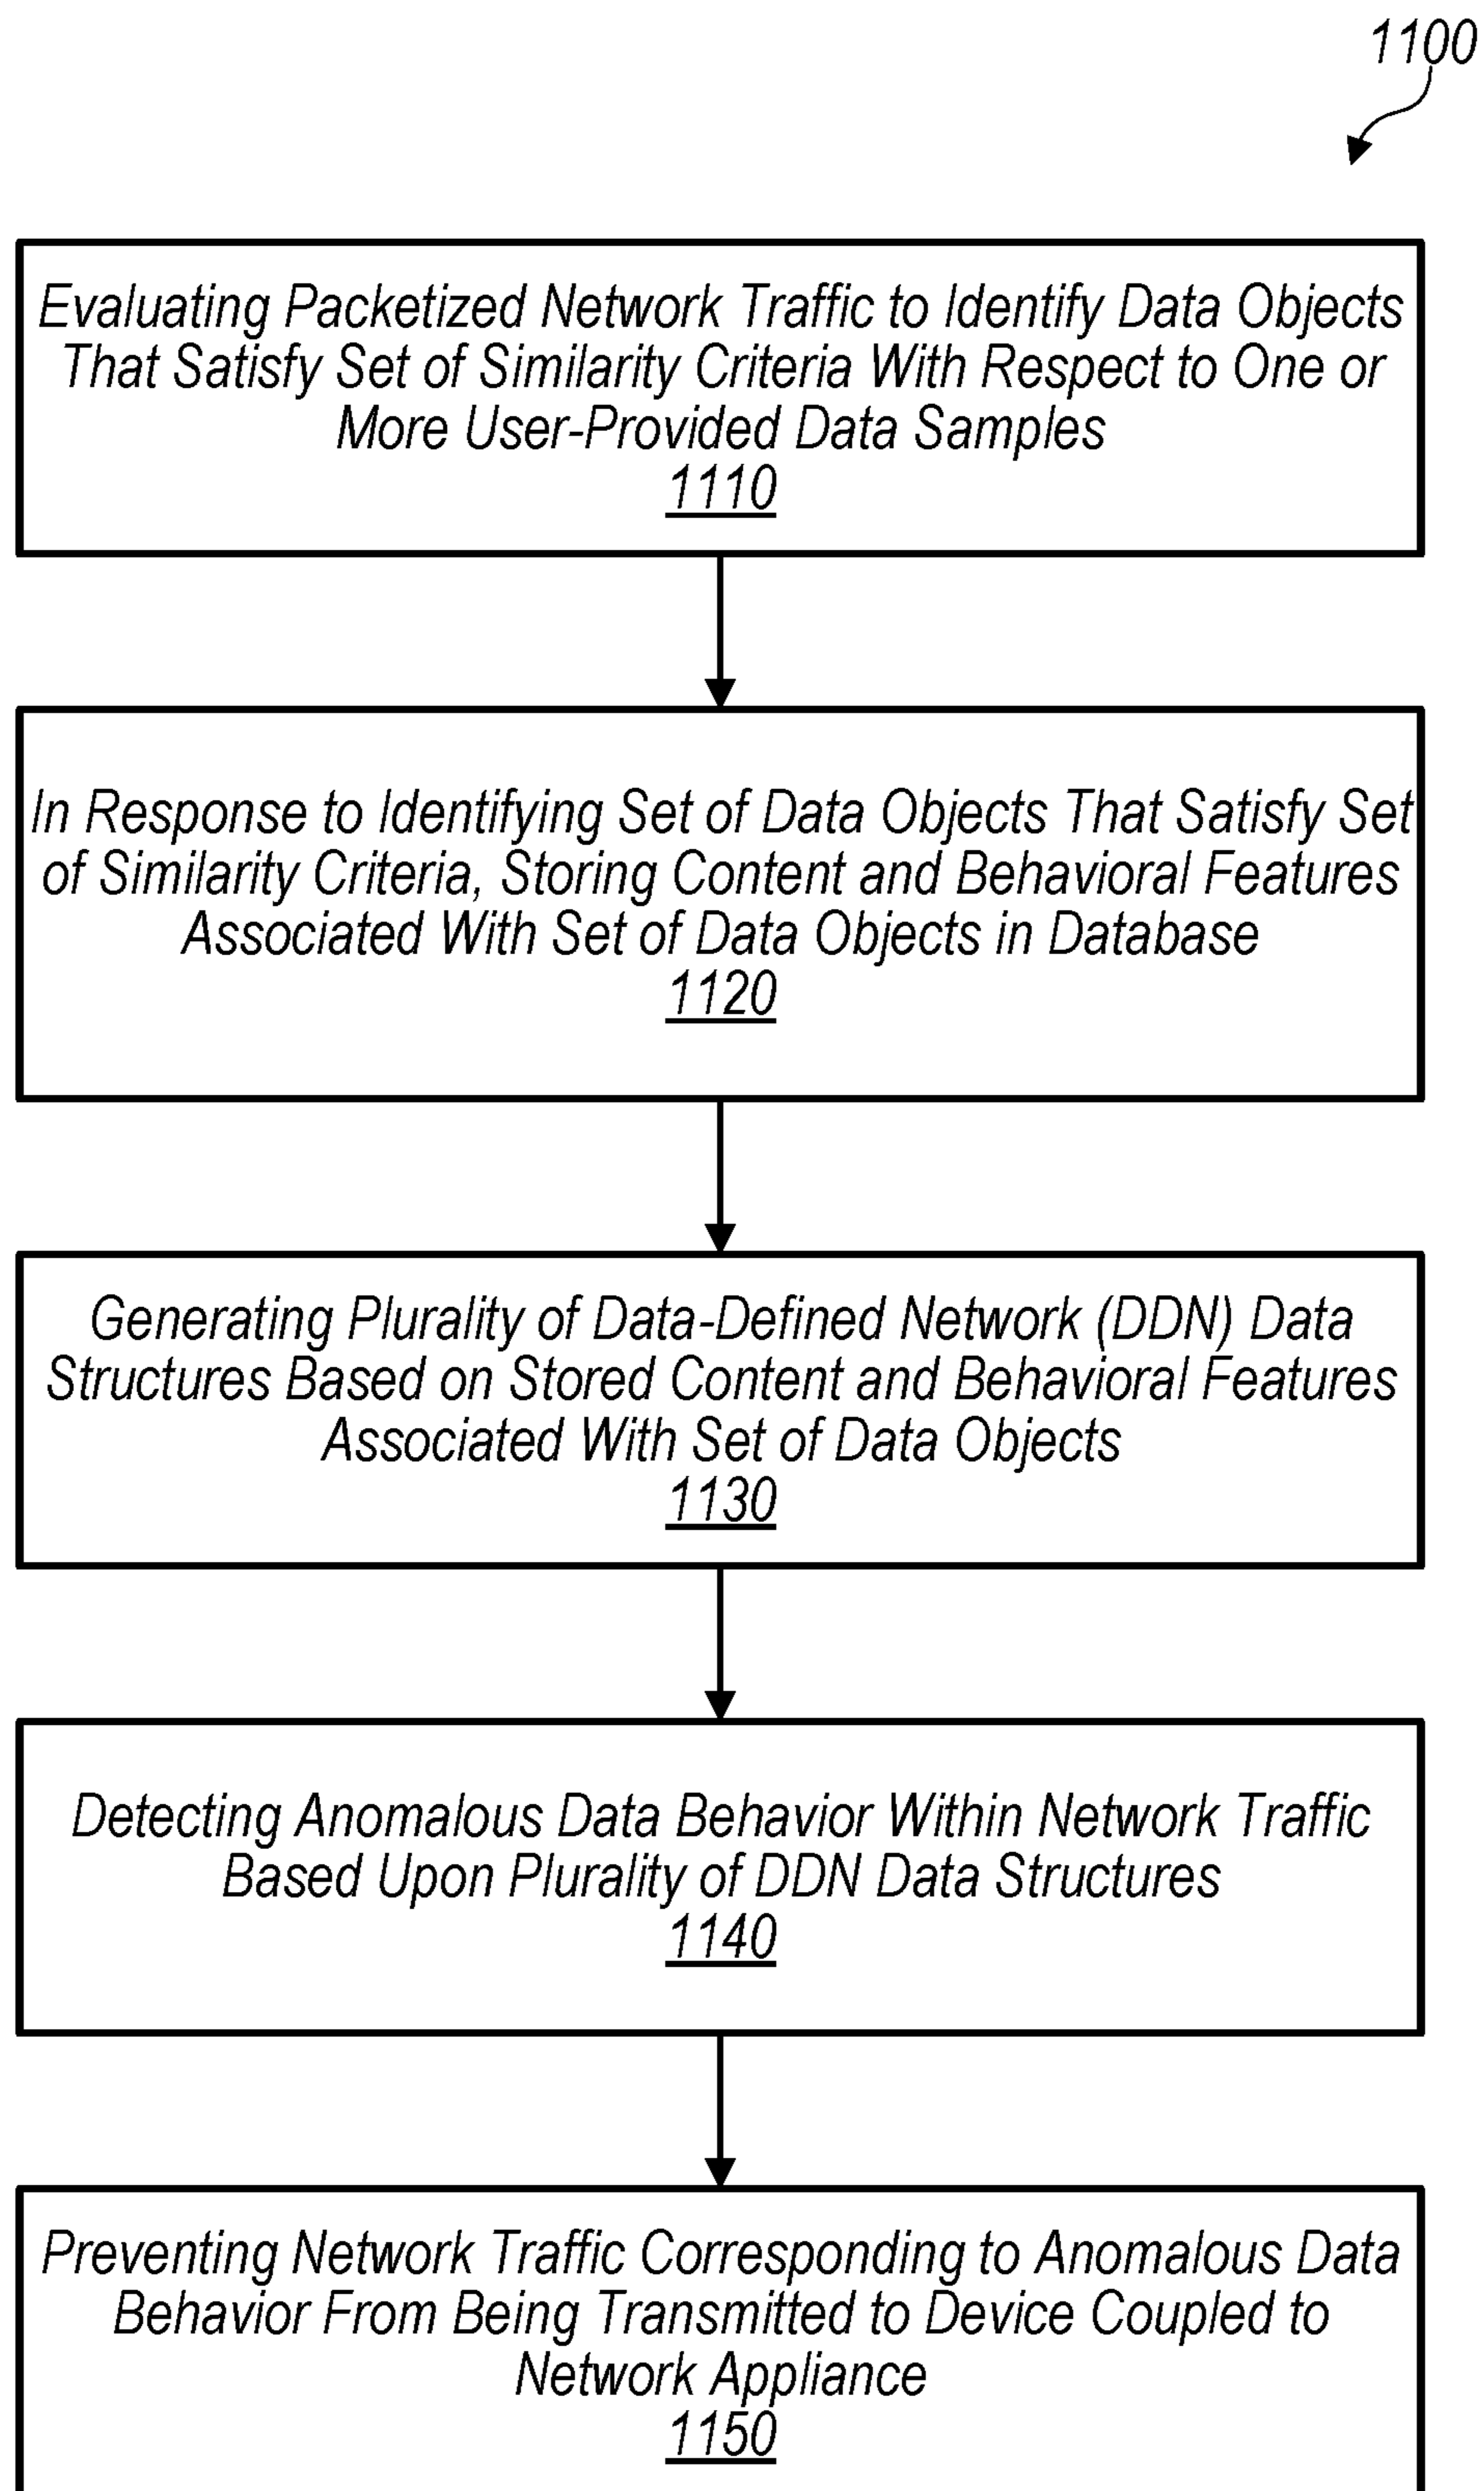 1100
Evaluating Packetized Network Traffic to Identify Data Objects
That Satisfy Set of Similarity Criteria With Respect to One or
More User-Provided Data Samples
1110
In Response to Identifying Set of Data Objects That Satisfy Set
of Similarity Criteria, Storing Content and Behavioral Features
Associated With Set of Data Objects in Database
1120
Generating Plurality of Data-Defined Network (DDN) Data
Structures Based on Stored Content and Behavioral Features
Associated With Set of Data Objects
1130
Detecting Anomalous Data Behavior Within Network Traffic
Based Upon Plurality of DDN Data Structures
1140
Preventing Network Traffic Corresponding to Anomalous Data
Behavior From Being Transmitted to Device Coupled to
Network Appliance
1150